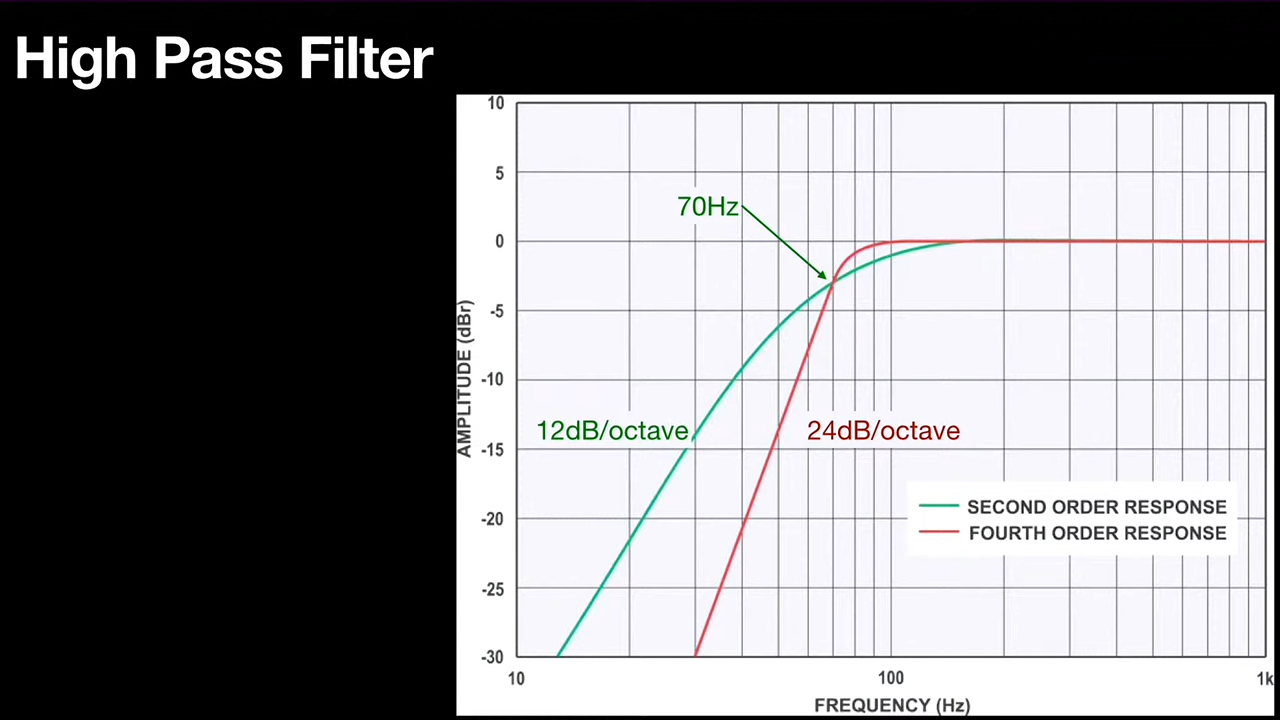 High Pass Filter
10
5
0
-5
-10
-15
-20
-25
-30
AMPLITUDE (dBr)
70Hz
12dB/octave
24dB/octave
SECOND ORDER RESPONSE
FOURTH ORDER RESPONSE
10
100
1k
FREQUENCY (Hz)